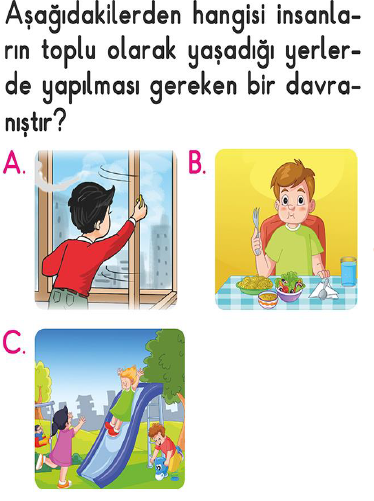 Aşağıdakilerden hangisi insanla-
rın toplu olarak yaşadığı yerler-
de yapılması gereken bir davra-
nıştır?
A.
B.
C.